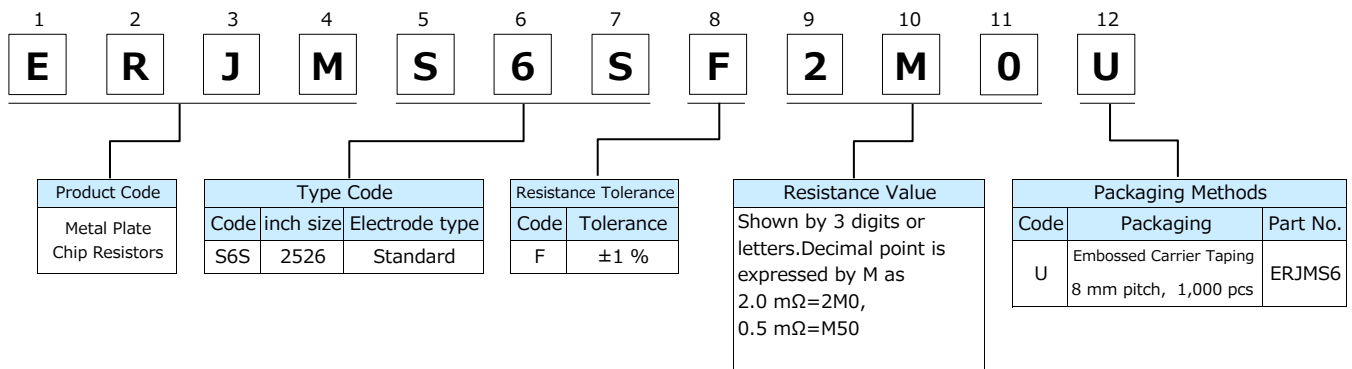 1 2 3 4 5 6 7 8 9 10 11 12
E R J M S 6 S F 2 M 0 U
Product Code
Metal Plate
Chip Resistors
Type Code
Code inch size Electrode type
S6S 2526 Standard
Resistance Tolerance
Code Tolerance
F ±1 %
Resistance Value
Shown by 3 digits or
letters.Decimal point is
expressed by M as
2.0 mΩ=2M0,
0.5 mΩ=M50
Packaging Methods
Code Packaging Part No.
U Embossed Carrier Taping ERJMS6
8 mm pitch, 1,000 pcs